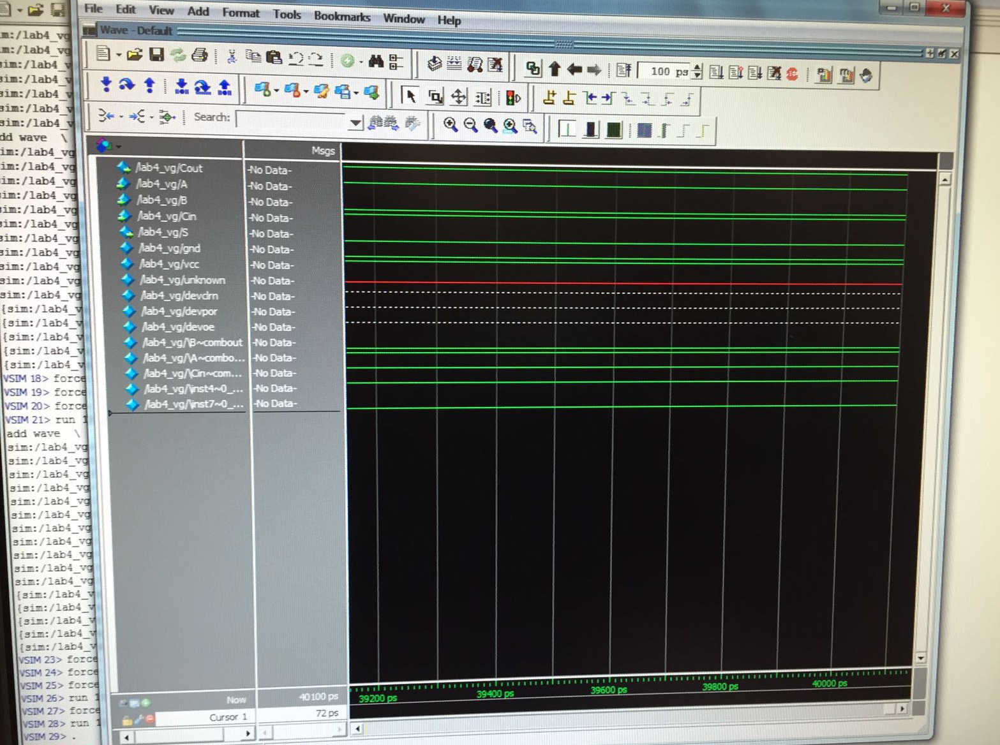 File Edit View Add Format Tools Bookmarks Window Help
Wave - Default
100 ps
Search:
Msgs
/lab4_vg/Cout -No Data-
/lab4_vg/A -No Data-
/lab4_vg/B -No Data-
/lab4_vg/Cin -No Data-
/lab4_vg/S -No Data-
/lab4_vg/gnd -No Data-
/lab4_vg/vcc -No Data-
/lab4_vg/unknown -No Data-
/lab4_vg/devclrn -No Data-
/lab4_vg/devpor -No Data-
/lab4_vg/devoe -No Data-
/lab4_vg/\B~combout -No Data-
/lab4_vg/\A~combo... -No Data-
/lab4_vg/\Cin~com... -No Data-
/lab4_vg/\inst4~0_... -No Data-
/lab4_vg/\inst7~0_... -No Data-
Now 40100 ps
Cursor 1 72 ps
39200 ps 39400 ps 39600 ps 39800 ps 40000 ps
m:/lab4_vg
m:/lab4_vg
sim:/lab4_v
sim:/lab4_v
sim:/lab4_v
sim:/lab4_v
sim:/lab4_v
dd wave \
im:/lab4_vg
im:/lab4_vg
im:/lab4_vg
im:/lab4_vg
sim:/lab4_vg
sim:/lab4_vg
sim:/lab4_vg
sim:/lab4_vg
sim:/lab4_vg
sim:/lab4_vg
sim:/lab4_vg
{sim:/lab4_v
{sim:/lab4_v
{sim:/lab4_v
{sim:/lab4_v
{sim:/lab4_v
VSIM 18> force
VSIM 19> force
VSIM 20> force
VSIM 21> run 1
add wave \
sim:/lab4_vg
sim:/lab4_vg
sim:/lab4_vg
sim:/lab4_vg
sim:/lab4_vg
sim:/lab4_vg
sim:/lab4_vg
sim:/lab4_vg
sim:/lab4_vg
sim:/lab4_vg
sim:/lab4_vg
{sim:/lab4_v
{sim:/lab4_v
{sim:/lab4_v
{sim:/lab4_v
{sim:/lab4_v
VSIM 23> force
VSIM 24> force
VSIM 25> force
VSIM 26> run 1
VSIM 27> force
VSIM 28> run 1
VSIM 29> .